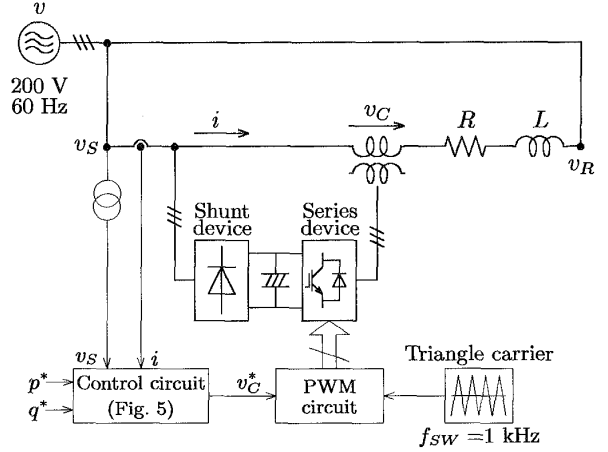 v
200 V
60 Hz
v_S
i
v_C
R
L
v_R
Shunt
device
Series
device
v_S
i
p*
q*
Control circuit
(Fig. 5)
v*_C
PWM
circuit
Triangle carrier
f_SW =1 kHz